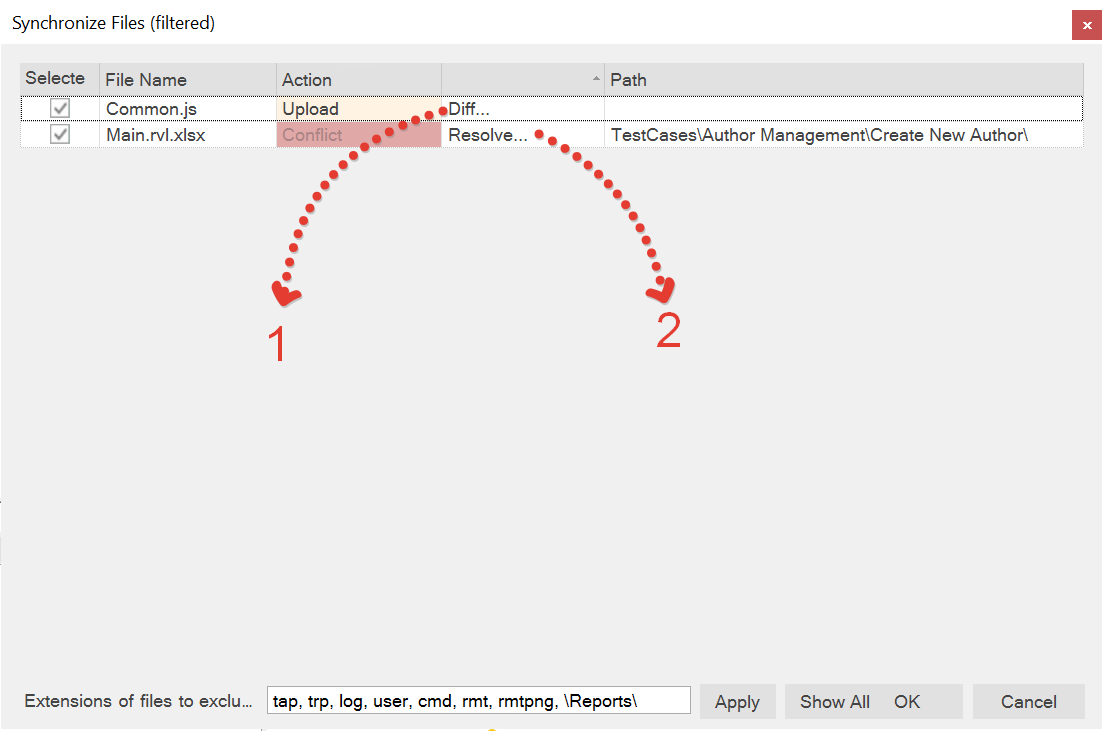 Synchronize Files (filtered)
Selecte File Name Action Path
Common.js Upload Diff...
Main.rvl.xlsx Conflict Resolve... TestCases\Author Management\Create New Author\
1
2
Extensions of files to exclu... tap, trp, log, user, cmd, rmt, rmtpng, \Reports\ Apply Show All OK Cancel